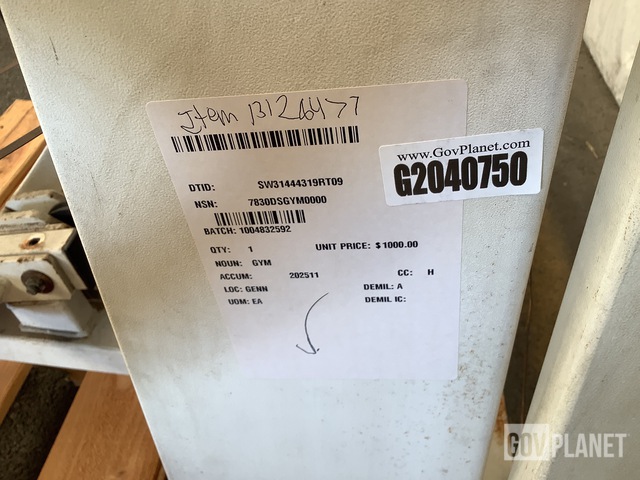 Item 13126477
www.GovPlanet.com
G2040750
DTID: SW31444319RT09
NSN: 7830DSGYM0000
BATCH: 1004832592
QTY: 1 UNIT PRICE: $1000.00
NOUN: GYM
ACCUM: 202511 CC: H
LOC: GENN DEMIL: A
UOM: EA DEMIL IC:
GOVPLANET